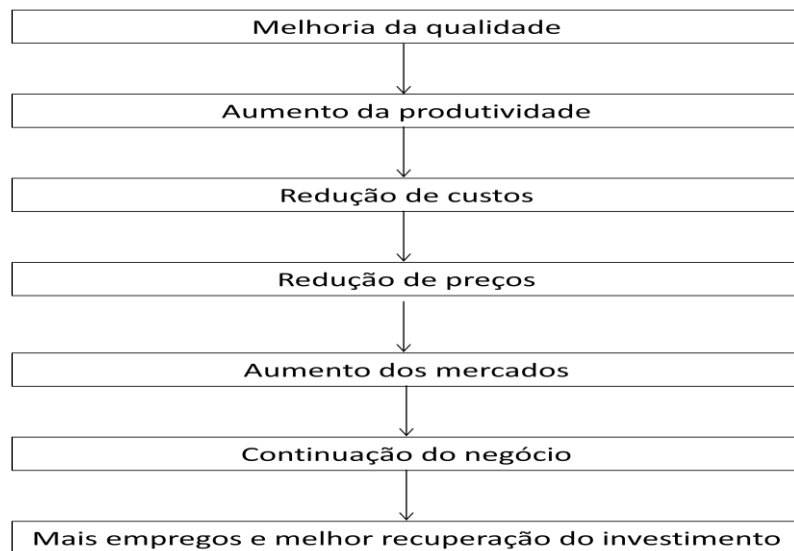 Melhoria da qualidade
Aumento da produtividade
Redução de custos
Redução de preços
Aumento dos mercados
Continuação do negócio
Mais empregos e melhor recuperação do investimento